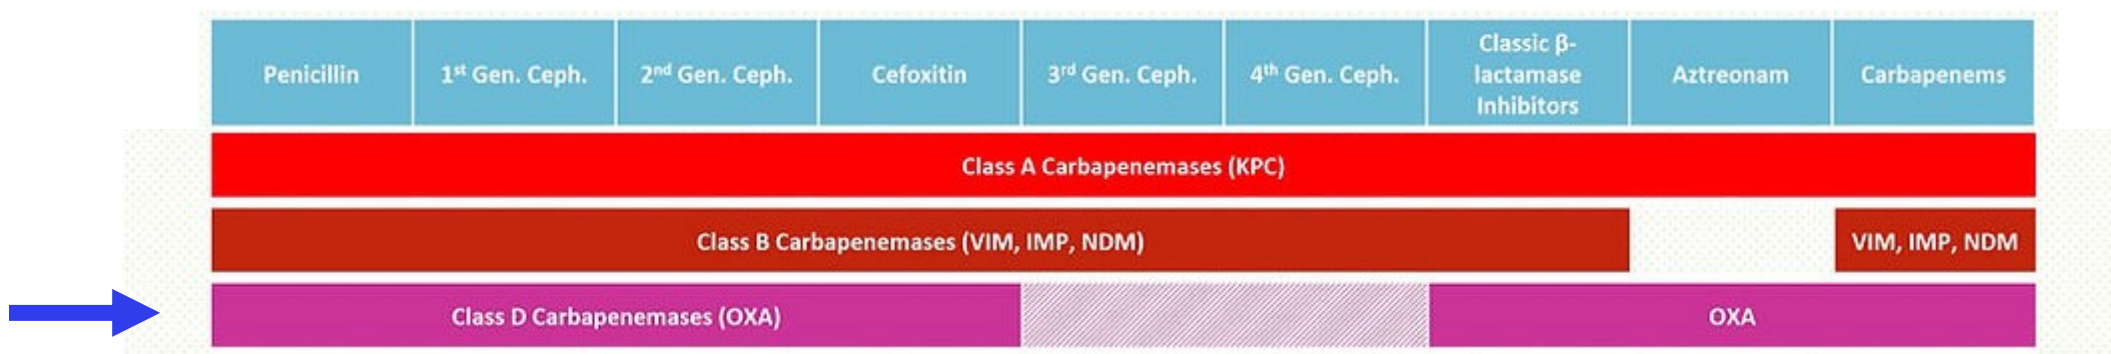 Penicillin
1st Gen. Ceph.
2nd Gen. Ceph.
Cefoxitin
3rd Gen. Ceph.
4th Gen. Ceph.
Classic β-
lactamase
Inhibitors
Aztreonam
Carbapenems
Class A Carbapenemases (KPC)
Class B Carbapenemases (VIM, IMP, NDM)
VIM, IMP, NDM
Class D Carbapenemases (OXA)
OXA